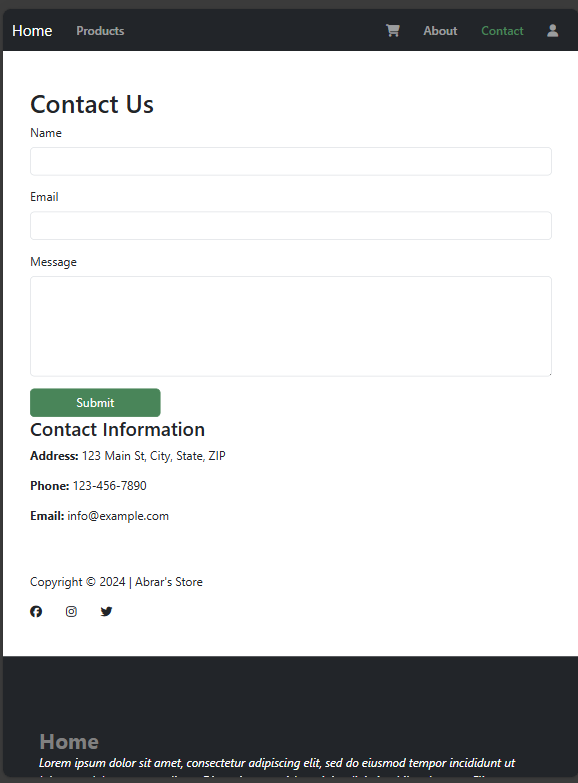 Home Products About Contact
Contact Us
Name
Email
Message
Submit
Contact Information
Address: 123 Main St, City, State, ZIP
Phone: 123-456-7890
Email: info@example.com
Copyright © 2024 | Abrar's Store
Home
Lorem ipsum dolor sit amet, consectetur adipiscing elit, sed do eiusmod tempor incididunt ut